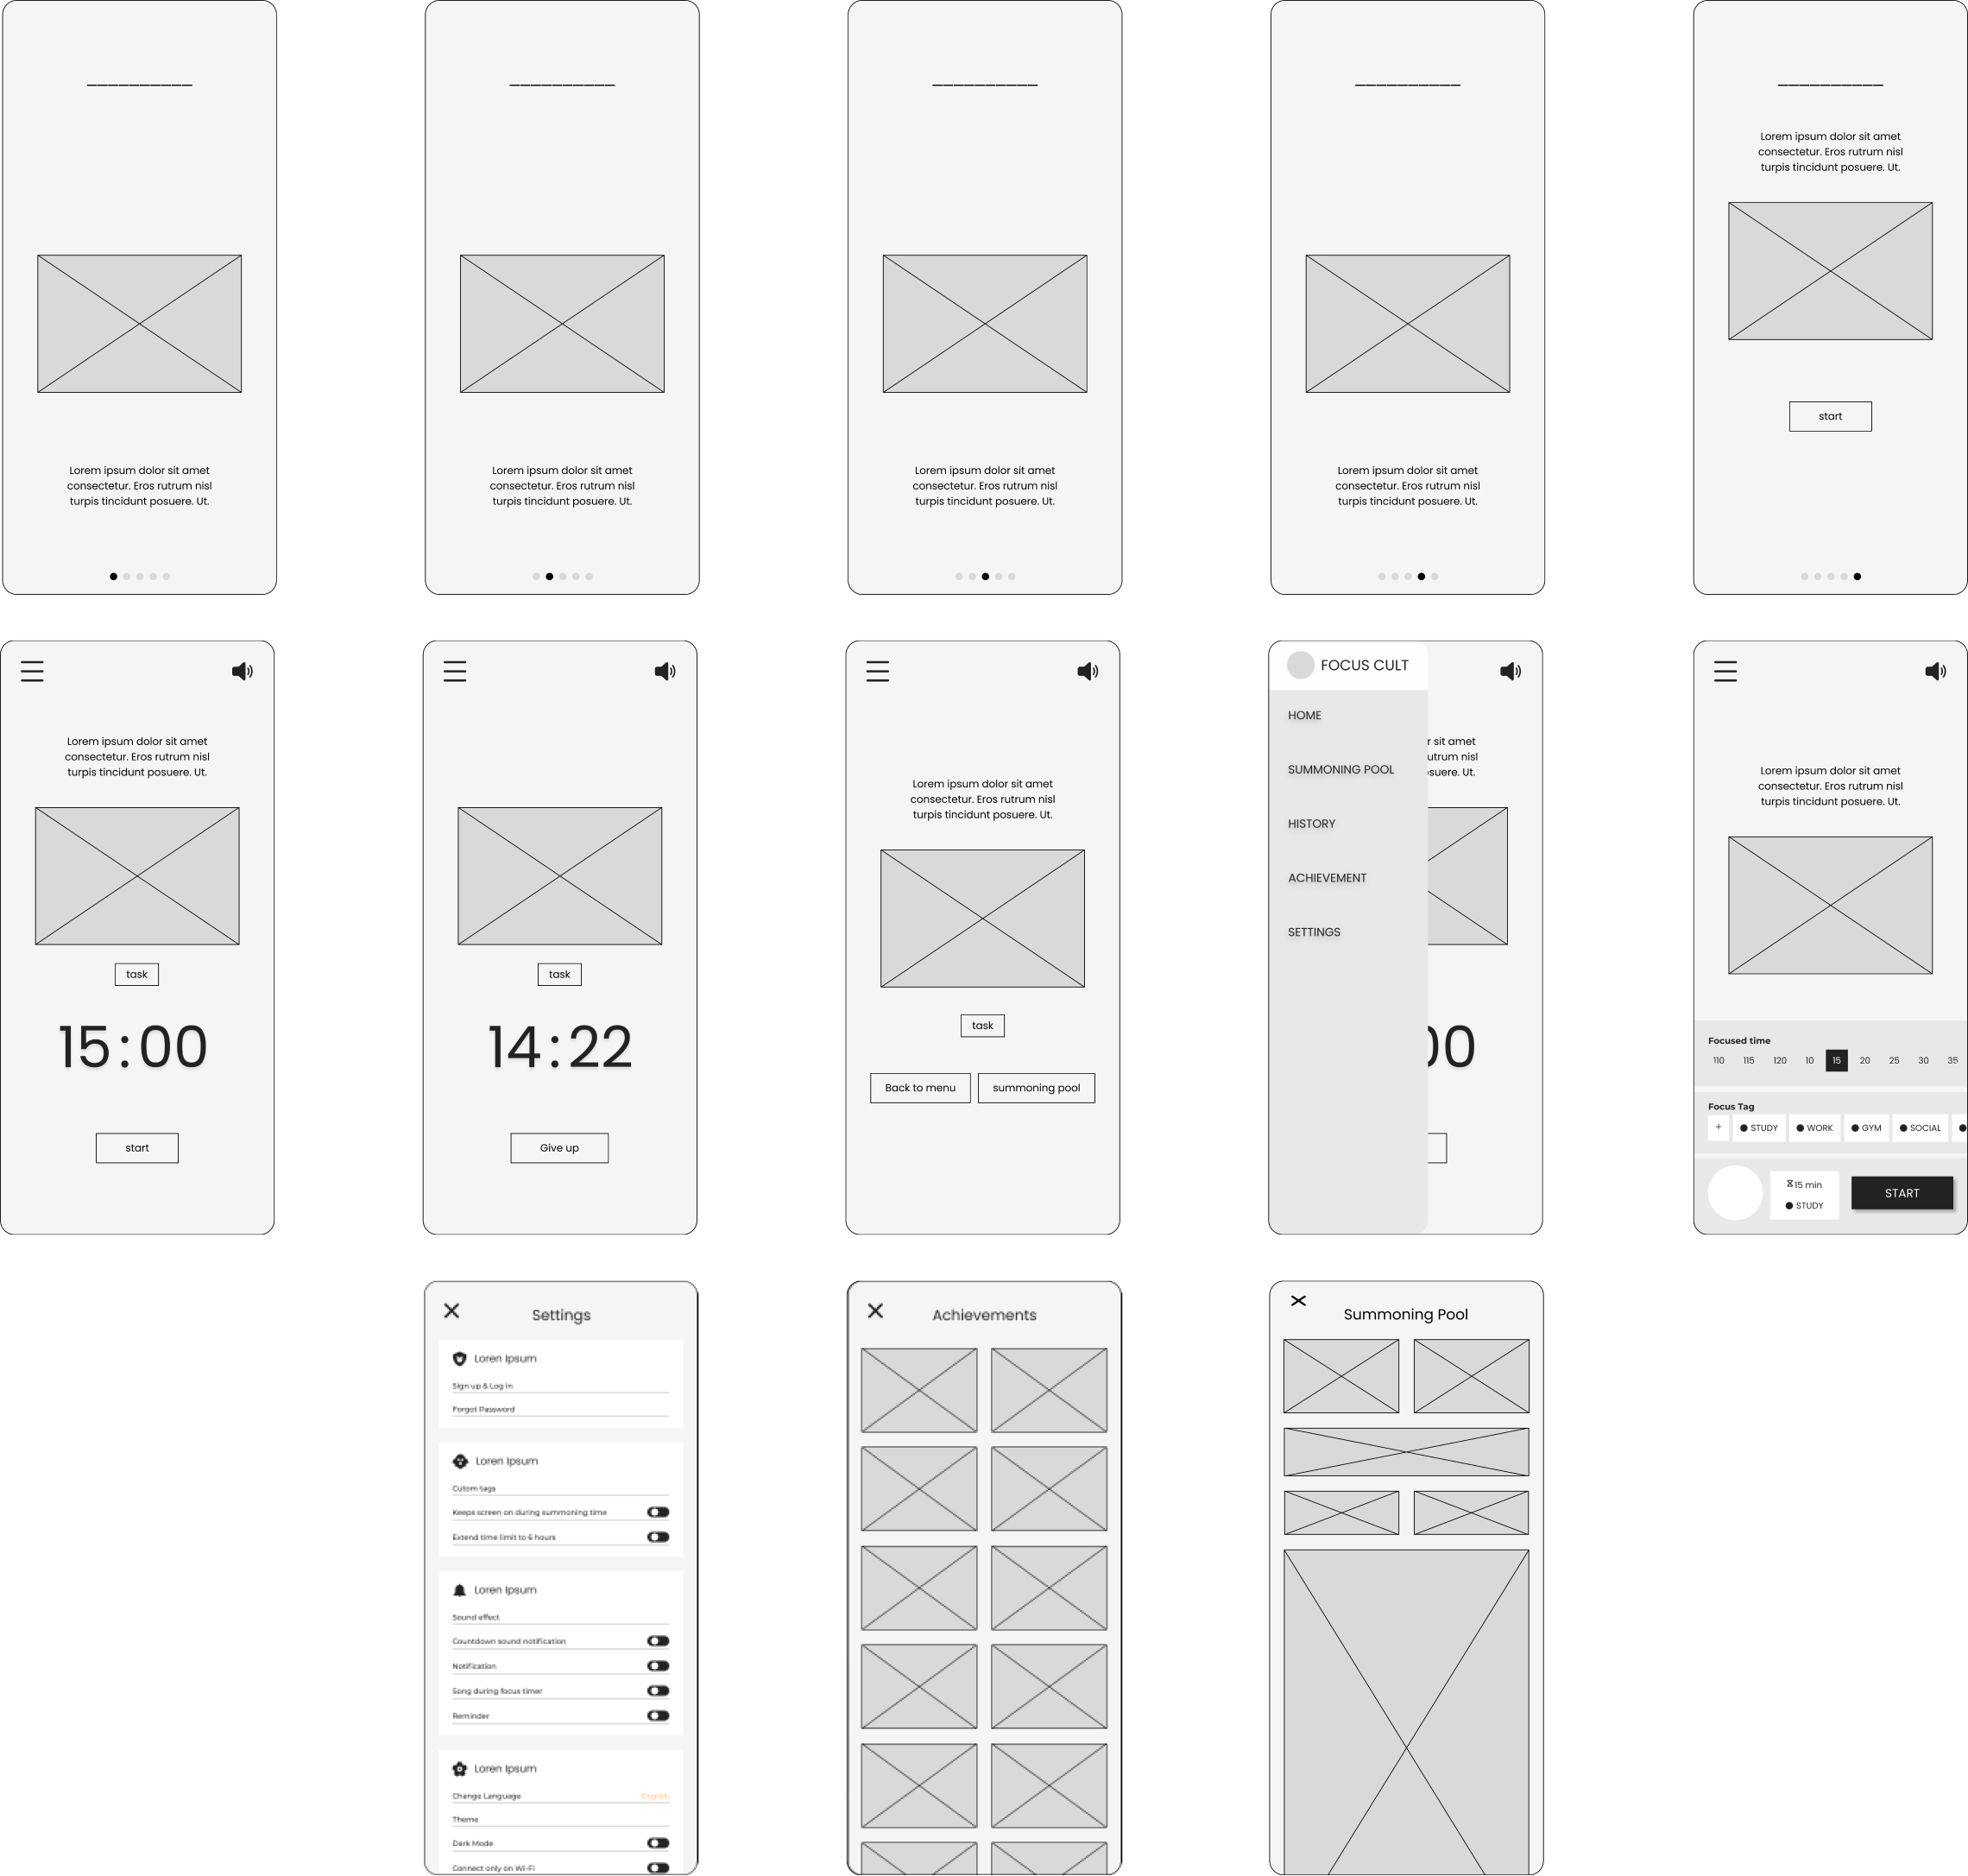 __________
Lorem ipsum dolor sit amet
consectetur. Eros rutrum nisl
turpis tincidunt posuere. Ut.
__________
Lorem ipsum dolor sit amet
consectetur. Eros rutrum nisl
turpis tincidunt posuere. Ut.
__________
Lorem ipsum dolor sit amet
consectetur. Eros rutrum nisl
turpis tincidunt posuere. Ut.
__________
Lorem ipsum dolor sit amet
consectetur. Eros rutrum nisl
turpis tincidunt posuere. Ut.
__________
Lorem ipsum dolor sit amet
consectetur. Eros rutrum nisl
turpis tincidunt posuere. Ut.
start
Lorem ipsum dolor sit amet
consectetur. Eros rutrum nisl
turpis tincidunt posuere. Ut.
task
15:00
start
task
14:22
Give up
Lorem ipsum dolor sit amet
consectetur. Eros rutrum nisl
turpis tincidunt posuere. Ut.
task
Back to menu
summoning pool
FOCUS CULT
HOME
SUMMONING POOL
HISTORY
ACHIEVEMENT
SETTINGS
r sit amet
utrum nisl
osuere. Ut.
00
Lorem ipsum dolor sit amet
consectetur. Eros rutrum nisl
turpis tincidunt posuere. Ut.
Focused time
110 115 120 10 15 20 25 30 35
Focus Tag
+ STUDY WORK GYM SOCIAL
15 min
STUDY
START
Settings
Loren Ipsum
Sign up & Log in
Forgot Password
Loren Ipsum
Cutom tags
Keeps screen on during summoning time
Extend time limit to 6 hours
Loren Ipsum
Sound effect
Countdown sound notification
Notification
Song during focus timer
Reminder
Loren Ipsum
Change Language English
Theme
Dark Mode
Connect only on Wi-Fi
Achievements
Summoning Pool